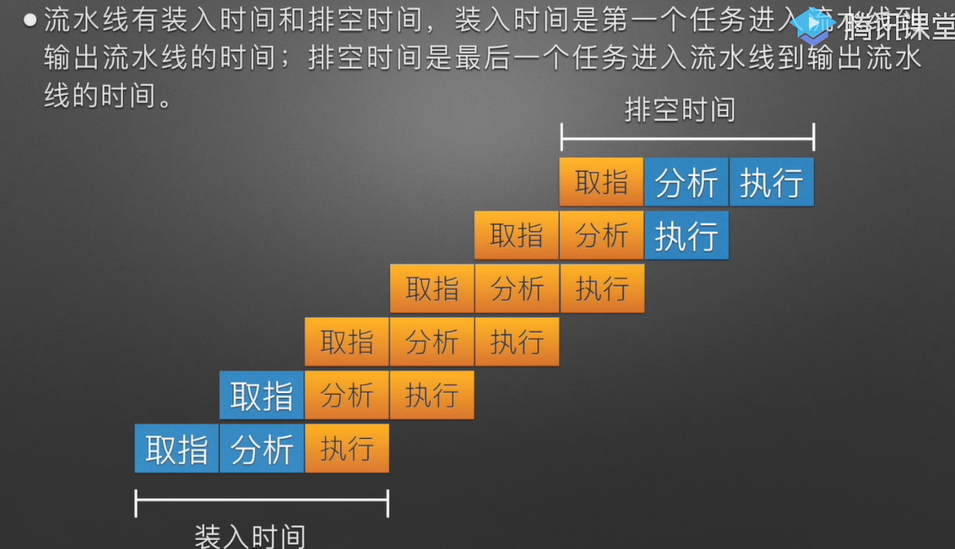 流水线有装入时间和排空时间，装入时间是第一个任务进入流水线到
输出流水线的时间；排空时间是最后一个任务进入流水线到输出流水
线的时间。
腾讯课堂
排空时间
取指 分析 执行
取指 分析 执行
取指 分析 执行
取指 分析 执行
取指 分析 执行
取指 分析 执行
装入时间